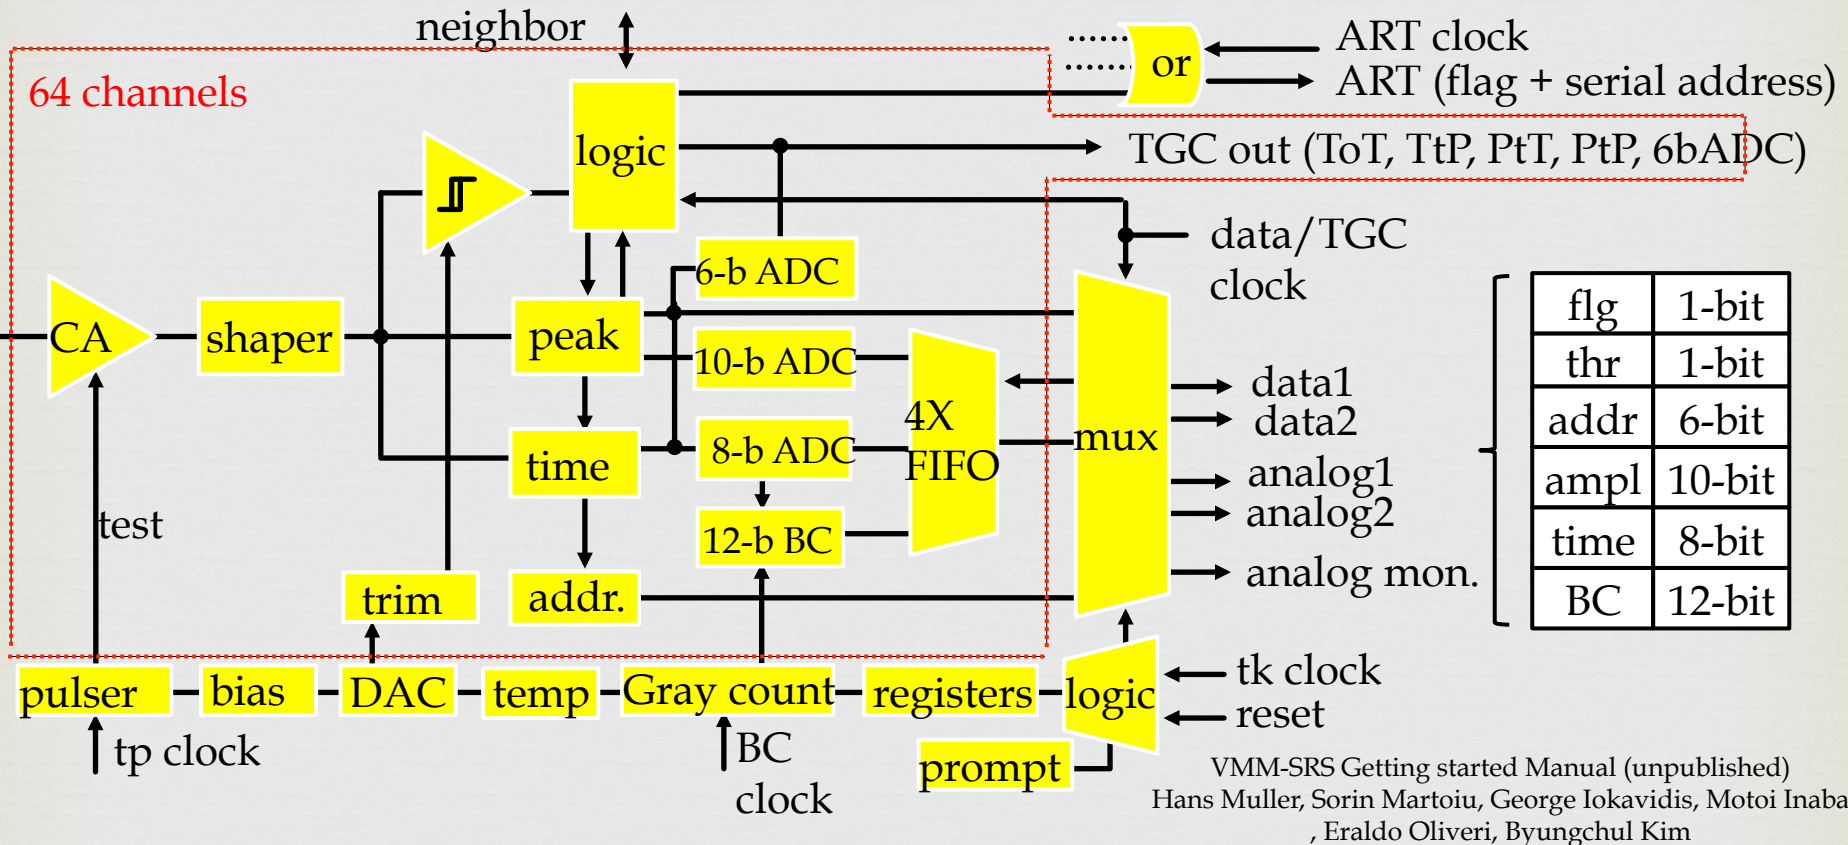 neighbor
ART clock
or
64 channels
ART (flag + serial address)
logic
TGC out (ToT, TtP, PtT, PtP, 6bADC)
data/TGC
clock
6-b ADC
CA
shaper
peak
10-b ADC
4X
FIFO
mux
data1
data2
time
8-b ADC
analog1
analog2
test
12-b BC
analog mon.
trim
addr.
flg 1-bit
thr 1-bit
addr 6-bit
ampl 10-bit
time 8-bit
BC 12-bit
pulser
bias
DAC
temp
Gray count
registers
logic
tk clock
reset
tp clock
BC
clock
prompt
VMM-SRS Getting started Manual (unpublished)
Hans Muller, Sorin Martoiu, George Iokavidis, Motoi Inaba
, Eraldo Oliveri, Byungchul Kim